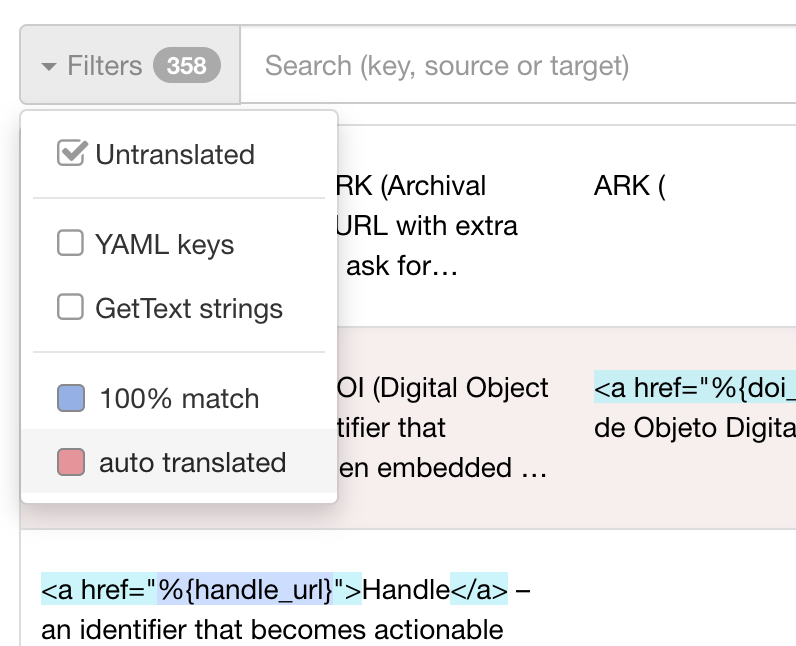 Filters 358
Search (key, source or target)
Untranslated
YAML keys
GetText strings
100% match
auto translated
RK (Archival
URL with extra
ask for…
ARK (
OI (Digital Object
tifier that
en embedded …
<a href="%{doi_
de Objeto Digita
<a href="%{handle_url}">Handle</a> –
an identifier that becomes actionable